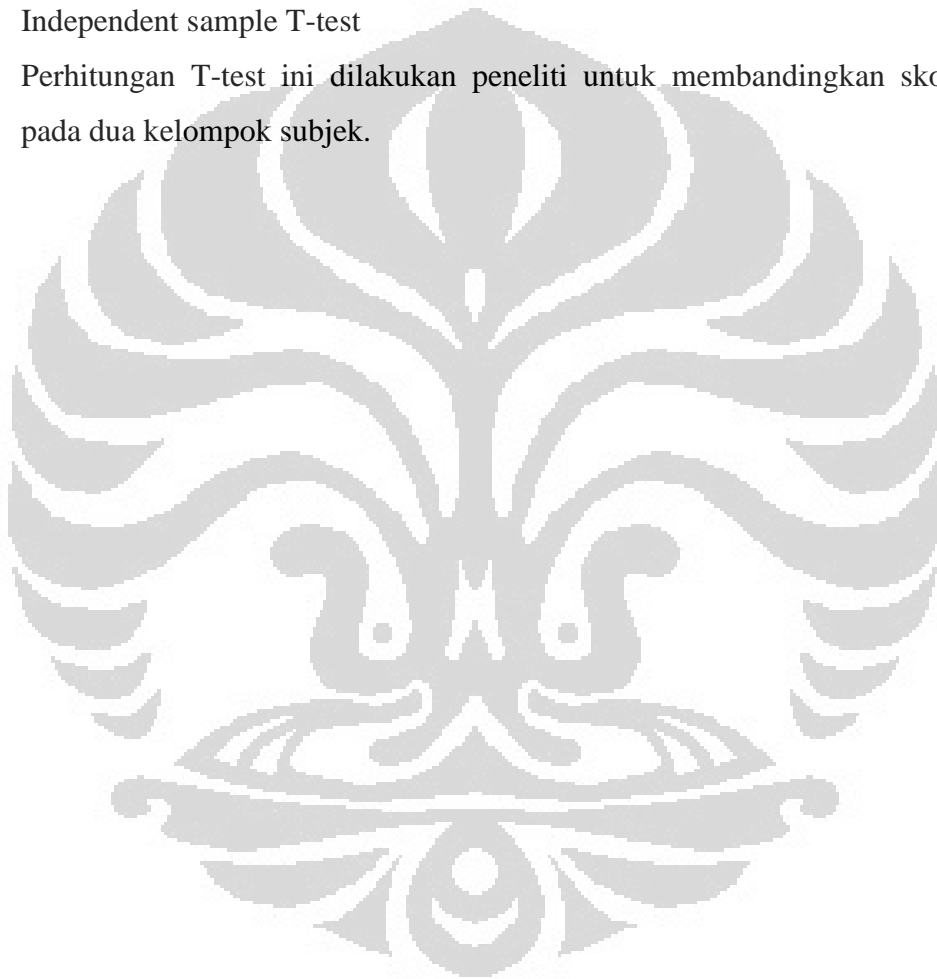 Independent sample T-test
Perhitungan T-test ini dilakukan peneliti untuk membandingkan
pada dua kelompok subjek.